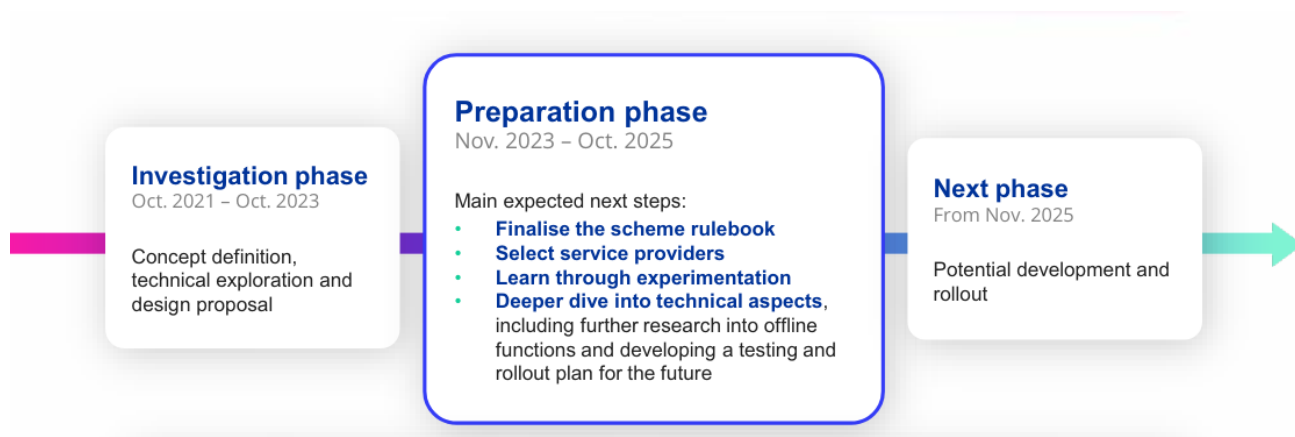 Investigation phase
Oct. 2021 – Oct. 2023
Concept definition,
technical exploration and
design proposal
Preparation phase
Nov. 2023 – Oct. 2025
Main expected next steps:
• Finalise the scheme rulebook
• Select service providers
• Learn through experimentation
• Deeper dive into technical aspects,
including further research into offline
functions and developing a testing and
rollout plan for the future
Next phase
From Nov. 2025
Potential development and
rollout